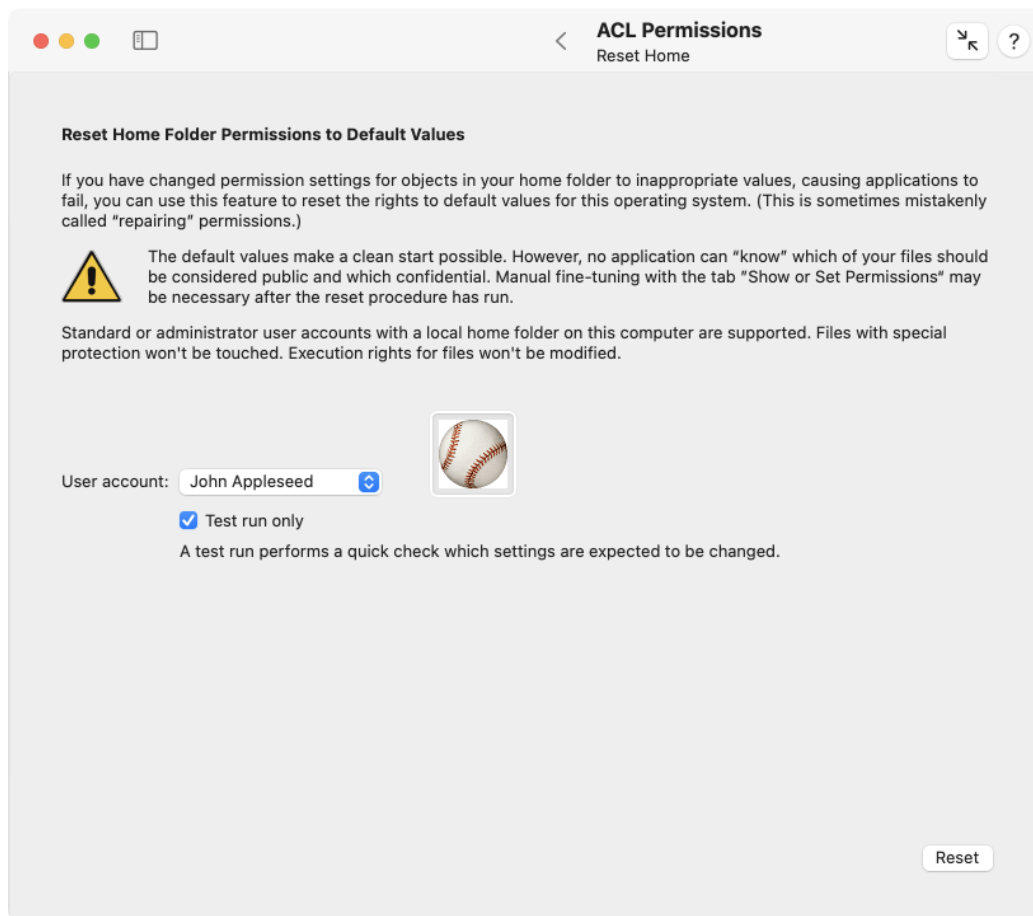 ACL Permissions
Reset Home
?
Reset Home Folder Permissions to Default Values
If you have changed permission settings for objects in your home folder to inappropriate values, causing applications to
fail, you can use this feature to reset the rights to default values for this operating system. (This is sometimes mistakenly
called “repairing” permissions.)
The default values make a clean start possible. However, no application can “know” which of your files should
be considered public and which confidential. Manual fine-tuning with the tab "Show or Set Permissions" may
be necessary after the reset procedure has run.
Standard or administrator user accounts with a local home folder on this computer are supported. Files with special
protection won't be touched. Execution rights for files won't be modified.
User account: John Appleseed
Test run only
A test run performs a quick check which settings are expected to be changed.
Reset